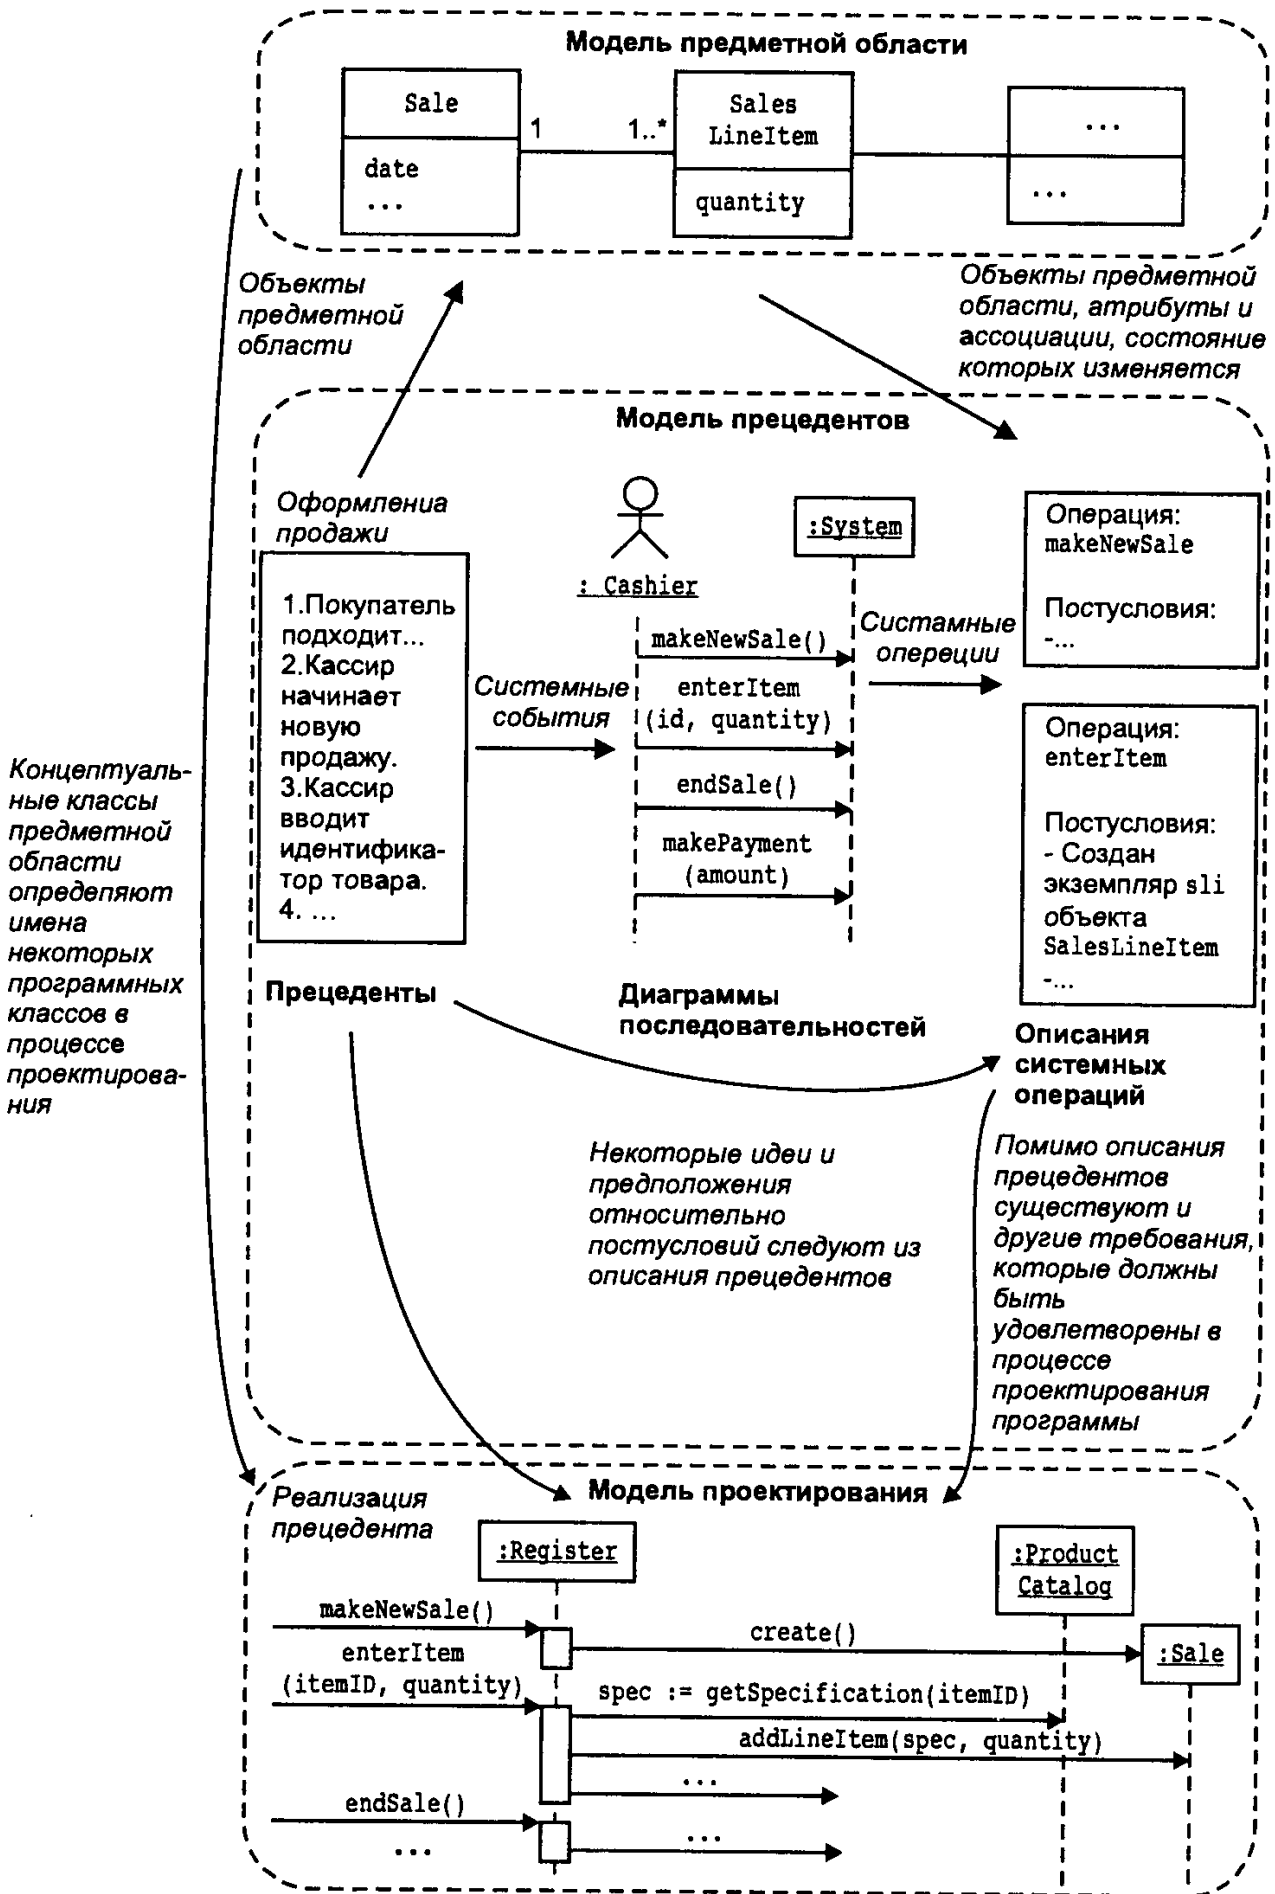 Модель предметной области
Sale
date
...
1
1..*
Sales
LineItem
quantity
...
...
Объекты
предметной
области
Объекты предметной
области, атрибуты и
ассоциации, состояние
которых изменяется
Модель прецедентов
Оформлениа
продажи
1.Покупатель
подходит...
2.Кассир
начинает
новую
продажу.
3.Кассир
вводит
идентифика-
тор товара.
4. ...
Системные
события
: Cashier
:System
makeNewSale()
enterItem
(id, quantity)
endSale()
makePayment
(amount)
Систамные
опереции
Операция:
makeNewSale
Постусловия:
-...
Операция:
enterItem
Постусловия:
- Создан
экземпляр sli
объекта
SalesLineItem
-...
Концептуаль-
ные классы
предметной
области
опредепяют
имена
некоторых
программных
классов в
процессе
проектирова-
ния
Прецеденты
Диаграммы
последовательностей
Описания
системных
операций
Некоторые идеи и
предположения
относительно
постусловий следуют из
описания прецедентов
Помимо описания
прецедентов
существуют и
другие требования,
которые должны
быть
удовлетворены в
процессе
проектирования
программы
Модель проектирования
Реализация
прецедента
:Register
:Product
Catalog
makeNewSale()
create()
:Sale
enterItem
(itemID, quantity)
spec := getSpecification(itemID)
addLineItem(spec, quantity)
...
endSale()
...
...